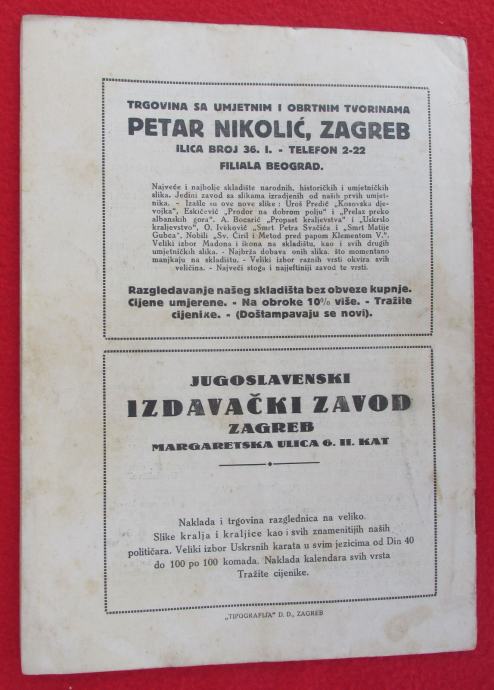 TRGOVINA SA UMJETNIM I OBRTNIM TVORINAMA
PETAR NIKOLIĆ, ZAGREB
ILICA BROJ 36. I. - TELEFON 2-22
FILIALA BEOGRAD.
Najveće i najbolje skladište narodnih, historičkih i umjetničkih
slika. Jedini zavod sa slikama izradjenih od naših prvih umjet-
nika. - Izašle su ove nove slike : Uroš Predić „Kosovska dje-
vojka“, Eskičević „Prodor na dobrom polju“ i „Prelaz preko
albanskih gora“. A. Bocarić „Propast kraljevstva“ i „Uskrslo
kraljevstvo“, O. Iveković „Smrt Petra Svačića“ i „Smrt Matije
Gubca“, Nobili „Sv. Ćiril i Metod pred papom Klementom V.“.
Veliki izbor Madona i ikona na skladištu, kao i svih drugih
umjetničkih slika. - Najbrža dobava onih slika. što momentano
manjkaju na skladištu. - Veliki izbor raznih vrsti okvira svih
veličina. - Najveći stoga i najjeftiniji zavod te vrsti.
Razgledavanje našeg skladišta bez obveze kupnje.
Cijene umjerene. - Na obroke 10% više. - Tražite
cijenike. - (Doštampavaju se novi).
JUGOSLAVENSKI
IZDAVAČKI ZAVOD
ZAGREB
MARGARETSKA ULICA 6. II. KAT
Naklada i trgovina razglednica na veliko.
Slike kralja i kraljice kao i svih znamenitijih naših
političara. Veliki izbor Uskrsnih karata u svim jezicima od Din 40
do 100 po 100 komada. Naklada kalendara svih vrsta
Tražite cijenike.
„TIPOGRAFIJA“ D. D., ZAGREB